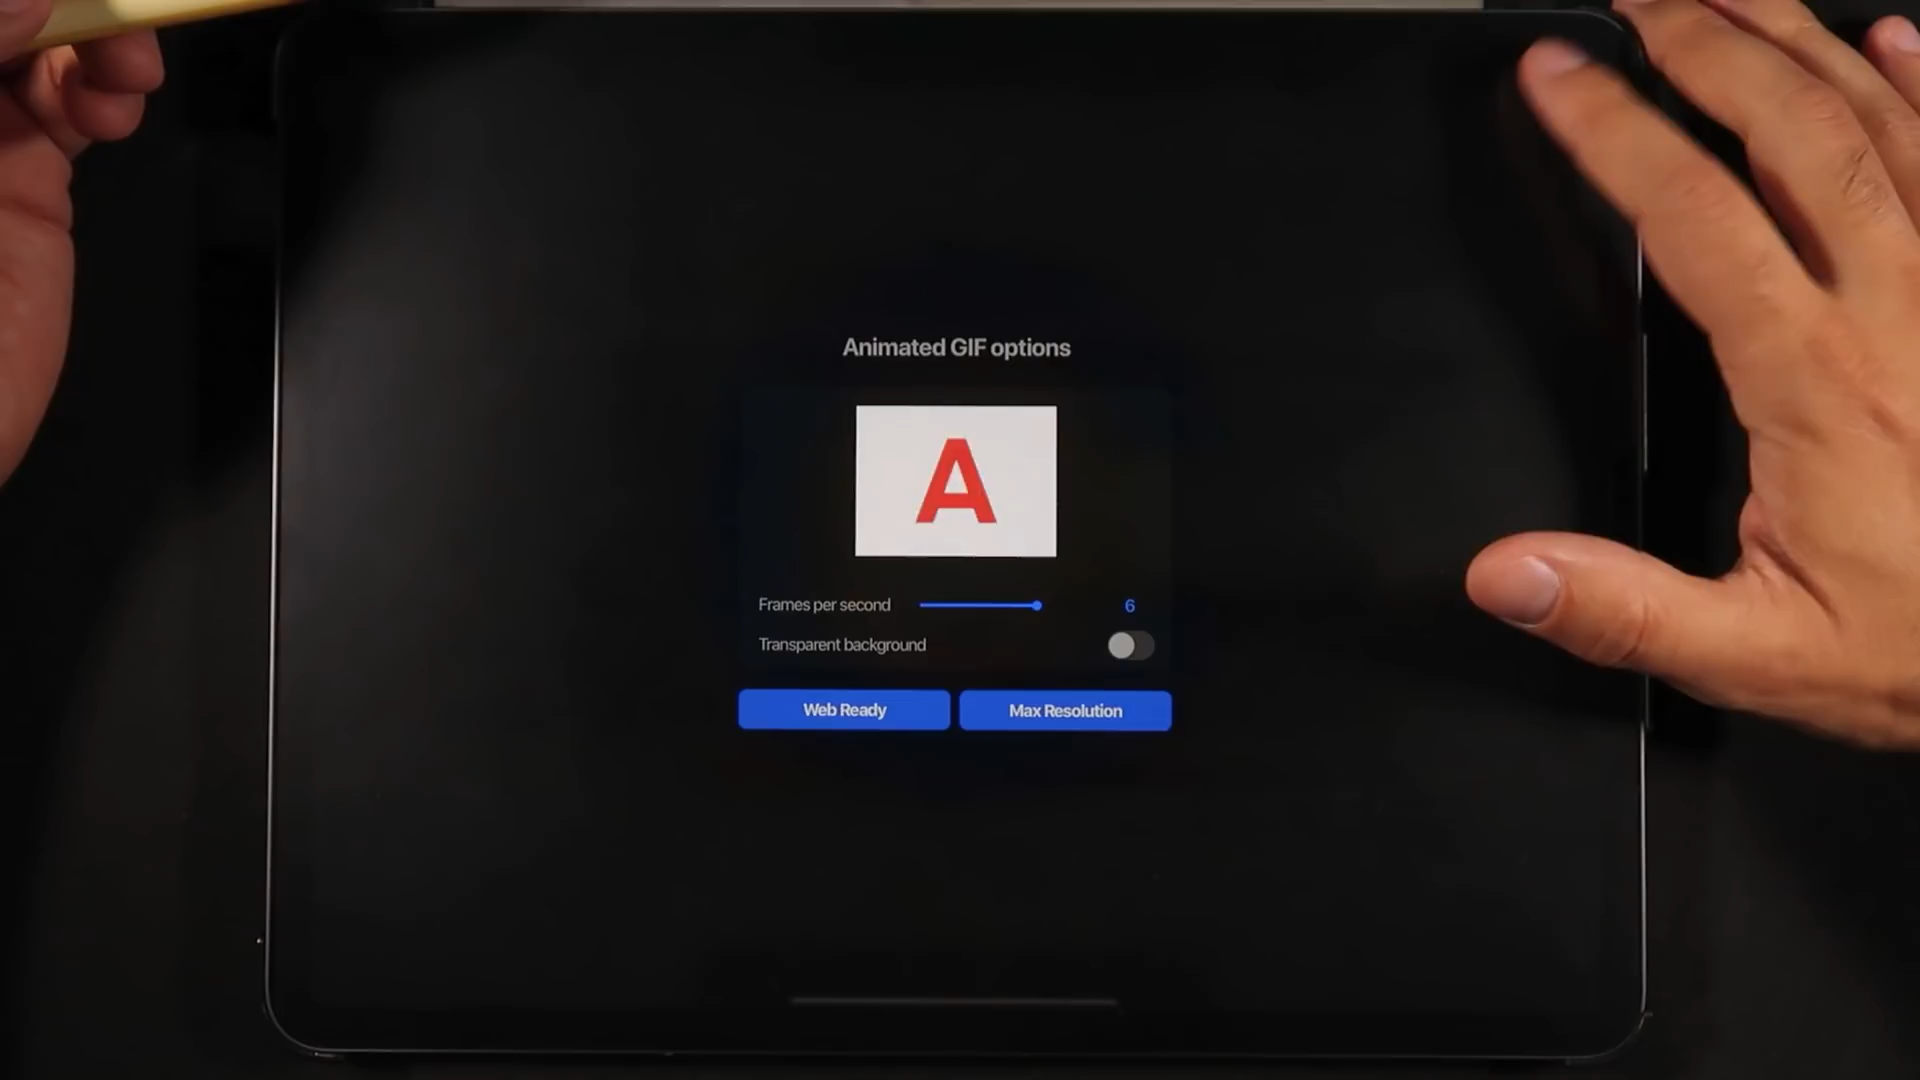 Animated GIF options
A
Frames per second 6
Transparent background
Web Ready Max Resolution